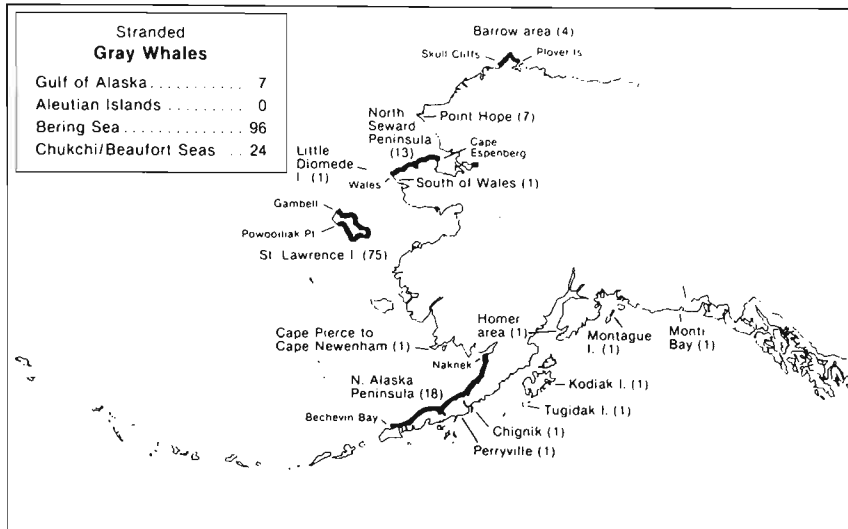 Stranded
Gray Whales
Gulf of Alaska ........... 7
Aleutian Islands ......... 0
Bering Sea .............. 96
Chukchi/Beaufort Seas .. 24
Barrow area (4)
Skull Cliffs
Plover Is
Point Hope (7)
North
Seward
Peninsula
(13)
Cape
Espenberg
Little
Diomede
I (1)
Wales
South of Wales (1)
Gambell
Powooiliak Pt
St. Lawrence I (75)
Cape Pierce to
Cape Newenham (1)
Homer
area (1)
Montague
I. (1)
Monti
Bay (1)
Naknek
N. Alaska
Peninsula (18)
Kodiak I. (1)
Tugidak I. (1)
Bechevin Bay
Chignik (1)
Perryville (1)